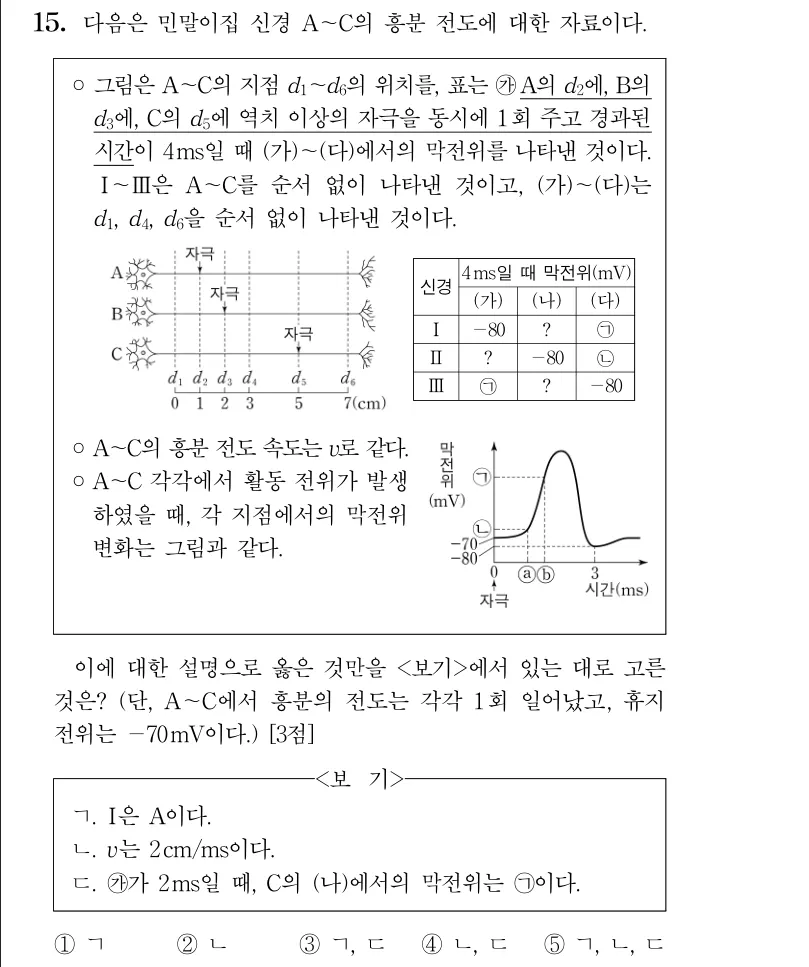 15. 다음은 민말이집 신경 A~C의 흥분 전도에 대한 자료이다.
○ 그림은 A~C의 지점 d₁~d₆의 위치를, 표는 ㉮A의 d₂에, B의
d₃에, C의 d₅에 역치 이상의 자극을 동시에 1회 주고 경과된
시간이 4ms일 때 (가)~(다)에서의 막전위를 나타낸 것이다.
Ⅰ~Ⅲ은 A~C를 순서 없이 나타낸 것이고, (가)~(다)는
d₁, d₄, d₆을 순서 없이 나타낸 것이다.
자극
A
자극
B
자극
C
d₁ d₂ d₃ d₄ d₅ d₆
0 1 2 3 5 7(cm)
신경 4ms일 때 막전위(mV)
(가) (나) (다)
Ⅰ -80 ? ㉠
Ⅱ ? -80 ㉡
Ⅲ ㉠ ? -80
○ A~C의 흥분 전도 속도는 v로 같다.
○ A~C 각각에서 활동 전위가 발생
하였을 때, 각 지점에서의 막전위
변화는 그림과 같다.
막전위
(mV)
㉠
㉡
-70
-80
0 ⓐ ⓑ 3
시간(ms)
자극
이에 대한 설명으로 옳은 것만을 <보기>에서 있는 대로 고른
것은? (단, A~C에서 흥분의 전도는 각각 1회 일어났고, 휴지
전위는 -70mV이다.) [3점]
<보 기>
ㄱ. Ⅰ은 A이다.
ㄴ. v는 2cm/ms이다.
ㄷ. ㉮가 2ms일 때, C의 (나)에서의 막전위는 ㉠이다.
① ㄱ ② ㄴ ③ ㄱ, ㄷ ④ ㄴ, ㄷ ⑤ ㄱ, ㄴ, ㄷ